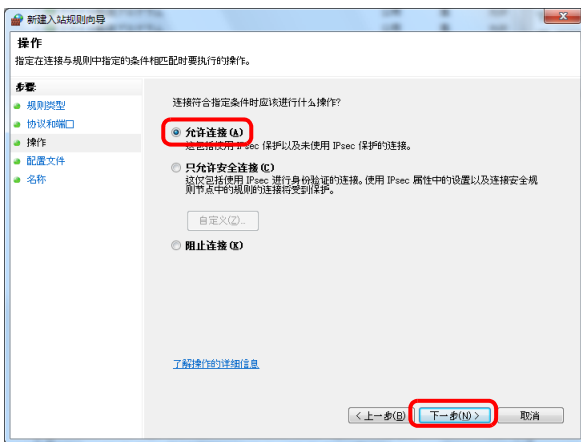 新建入站规则向导
操作
指定在连接与规则中指定的条件相匹配时要执行的操作。
步骤:
规则类型
协议和端口
操作
配置文件
名称
连接符合指定条件时应该进行什么操作?
允许连接(A)
这包括使用 IPsec 保护以及未使用 IPsec 保护的连接。
只允许安全连接(C)
这仅包括使用 IPsec 进行身份验证的连接。使用 IPsec 属性中的设置以及连接安全规
则节点中的规则的连接将受到保护。
自定义(Z)...
阻止连接(K)
了解操作的详细信息
< 上一步(B) 下一步(N) > 取消